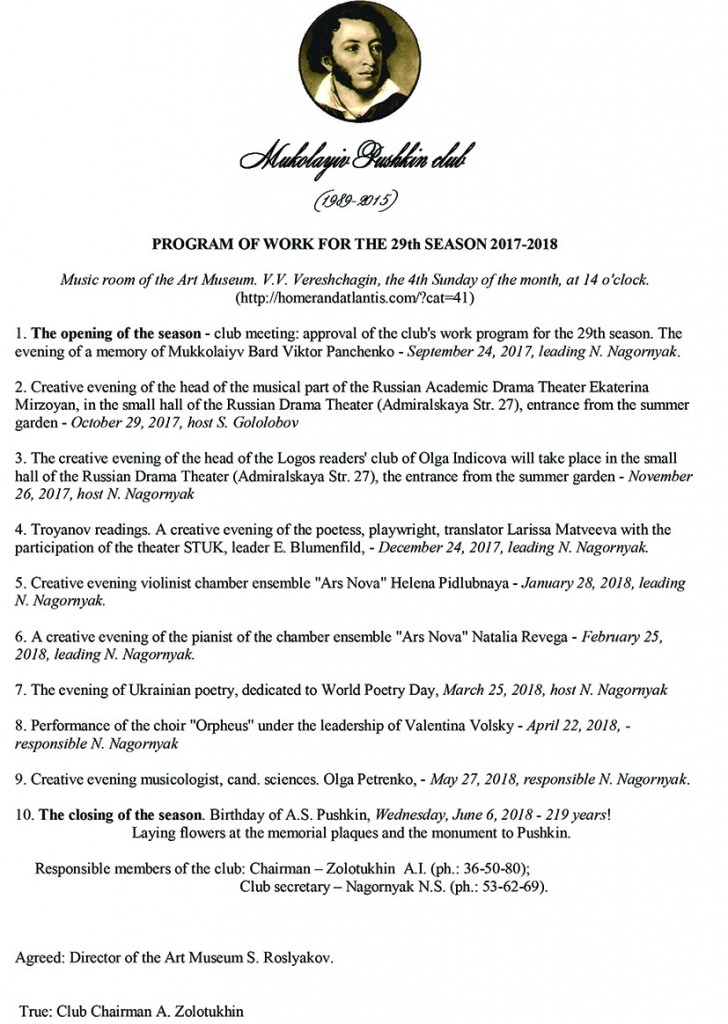 Mukolayiv Pushkin club
(1989-2015)
PROGRAM OF WORK FOR THE 29th SEASON 2017-2018
Music room of the Art Museum. V.V. Vereshchagin, the 4th Sunday of the month, at 14 o'clock.
(http://homerandatlantis.com/?cat=41)
1. The opening of the season - club meeting: approval of the club's work program for the 29th season. The
evening of a memory of Mukkolaiyv Bard Viktor Panchenko - September 24, 2017, leading N. Nagornyak.
2. Creative evening of the head of the musical part of the Russian Academic Drama Theater Ekaterina
Mirzoyan, in the small hall of the Russian Drama Theater (Admiralskaya Str. 27), entrance from the summer
garden - October 29, 2017, host S. Gololobov
3. The creative evening of the head of the Logos readers' club of Olga Indicova will take place in the small
hall of the Russian Drama Theater (Admiralskaya Str. 27), the entrance from the summer garden - November
26, 2017, host N. Nagornyak
4. Troyanov readings. A creative evening of the poetess, playwright, translator Larissa Matveeva with the
participation of the theater STUK, leader E. Blumenfild, - December 24, 2017, leading N. Nagornyak.
5. Creative evening violinist chamber ensemble "Ars Nova" Helena Pidlubnaya - January 28, 2018, leading
N. Nagornyak.
6. A creative evening of the pianist of the chamber ensemble "Ars Nova" Natalia Revega - February 25,
2018, leading N. Nagornyak.
7. The evening of Ukrainian poetry, dedicated to World Poetry Day, March 25, 2018, host N. Nagornyak
8. Performance of the choir "Orpheus" under the leadership of Valentina Volsky - April 22, 2018, -
responsible N. Nagornyak
9. Creative evening musicologist, cand. sciences. Olga Petrenko, - May 27, 2018, responsible N. Nagornyak.
10. The closing of the season. Birthday of A.S. Pushkin, Wednesday, June 6, 2018 - 219 years!
Laying flowers at the memorial plaques and the monument to Pushkin.
Responsible members of the club: Chairman – Zolotukhin A.I. (ph.: 36-50-80);
Club secretary – Nagornyak N.S. (ph.: 53-62-69).
Agreed: Director of the Art Museum S. Roslyakov.
True: Club Chairman A. Zolotukhin